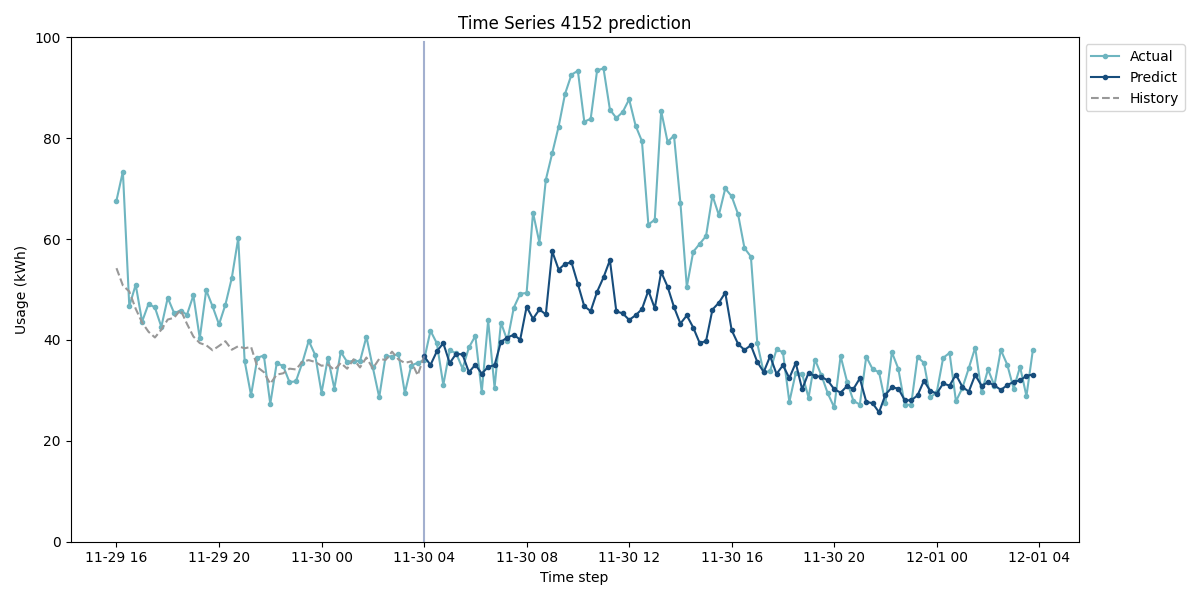 Time Series 4152 prediction
Actual
Predict
History
Usage (kWh)
100
80
60
40
20
0
11-29 16
11-29 20
11-30 00
11-30 04
11-30 08
11-30 12
11-30 16
11-30 20
12-01 00
12-01 04
Time step